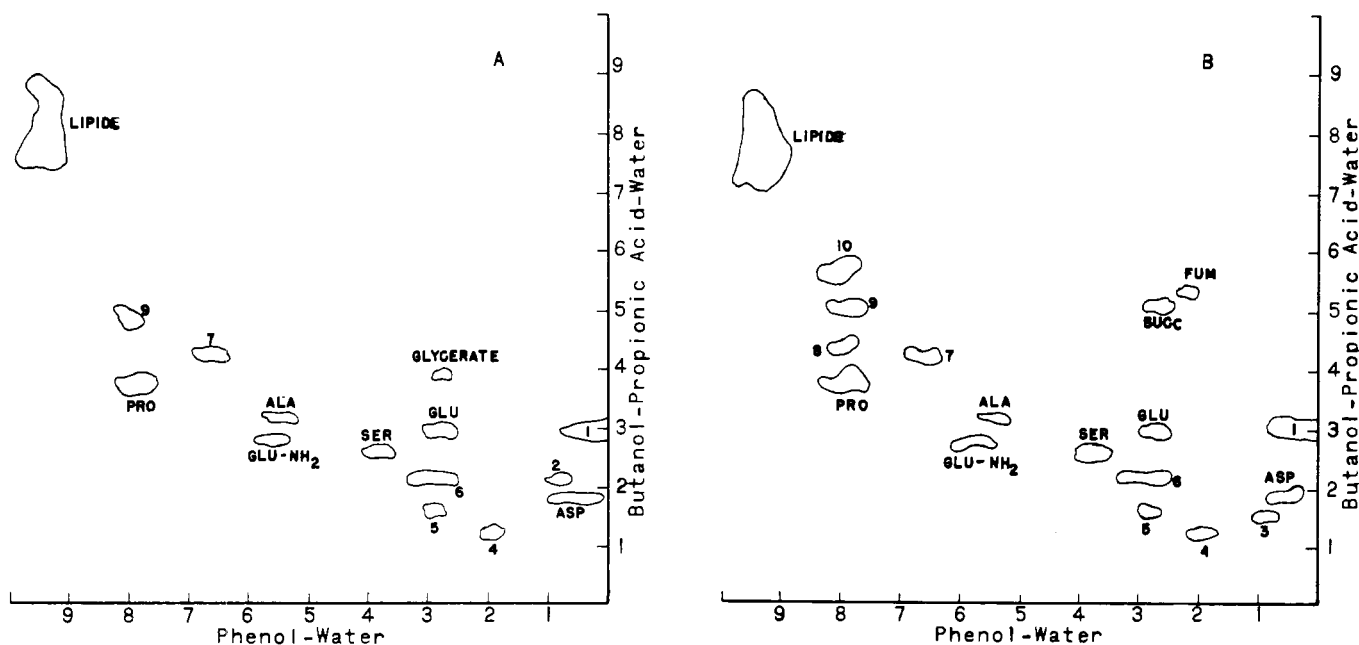 A
9
LIPIDE
8
7
6
9
5
7
GLYCERATE
4
PRO
ALA
GLU
3
1
SER
GLU-NH2
2
6
2
ASP
5
4
1
9 8 7 6 5 4 3 2 1
Phenol-Water
Butanol-Propionic Acid-Water
B
9
LIPIDE
8
7
10
6
FUM
9
5
SUCC
8
7
4
PRO
ALA
GLU
3
1
SER
GLU-NH2
6
ASP
2
5
3
4
1
9 8 7 6 5 4 3 2 1
Phenol-Water
Butanol-Propionic Acid-Water